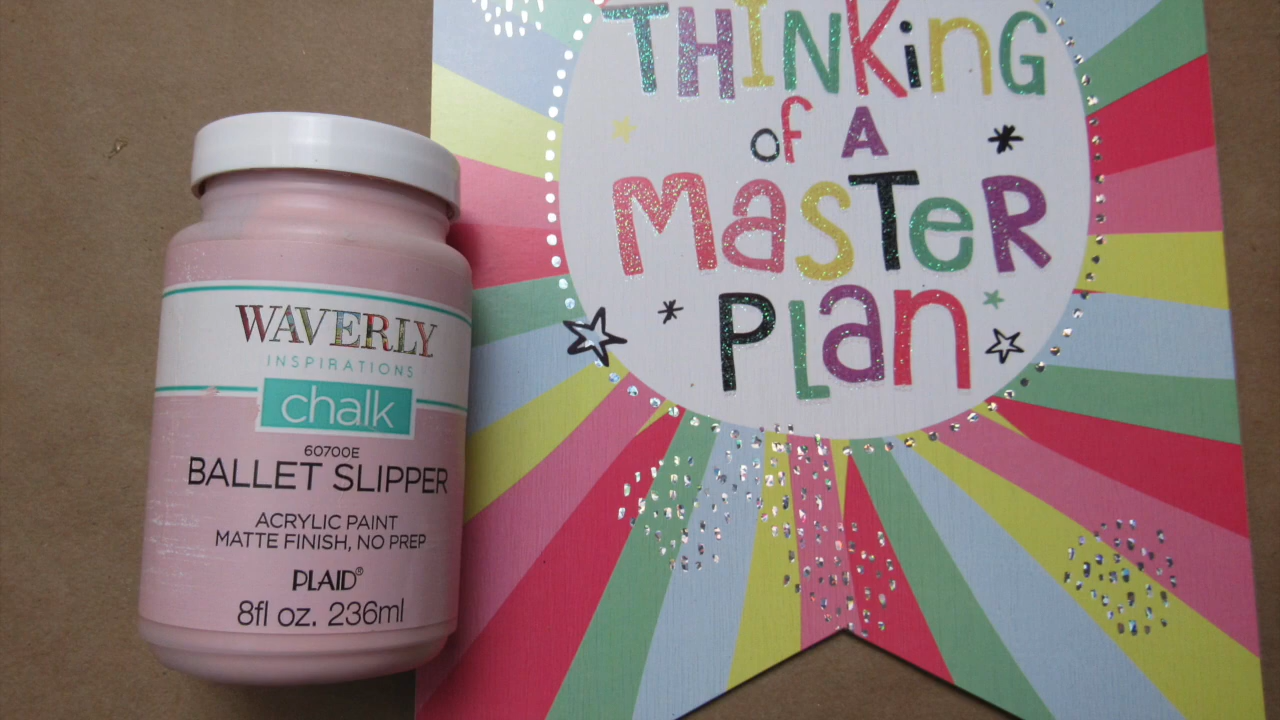 WAVERLY
INSPIRATIONS
chalk
60700E
BALLET SLIPPER
ACRYLIC PAINT
MATTE FINISH, NO PREP
PLAID®
8fl oz. 236ml
THINKiNG
oF A
MaSTeR
PLan